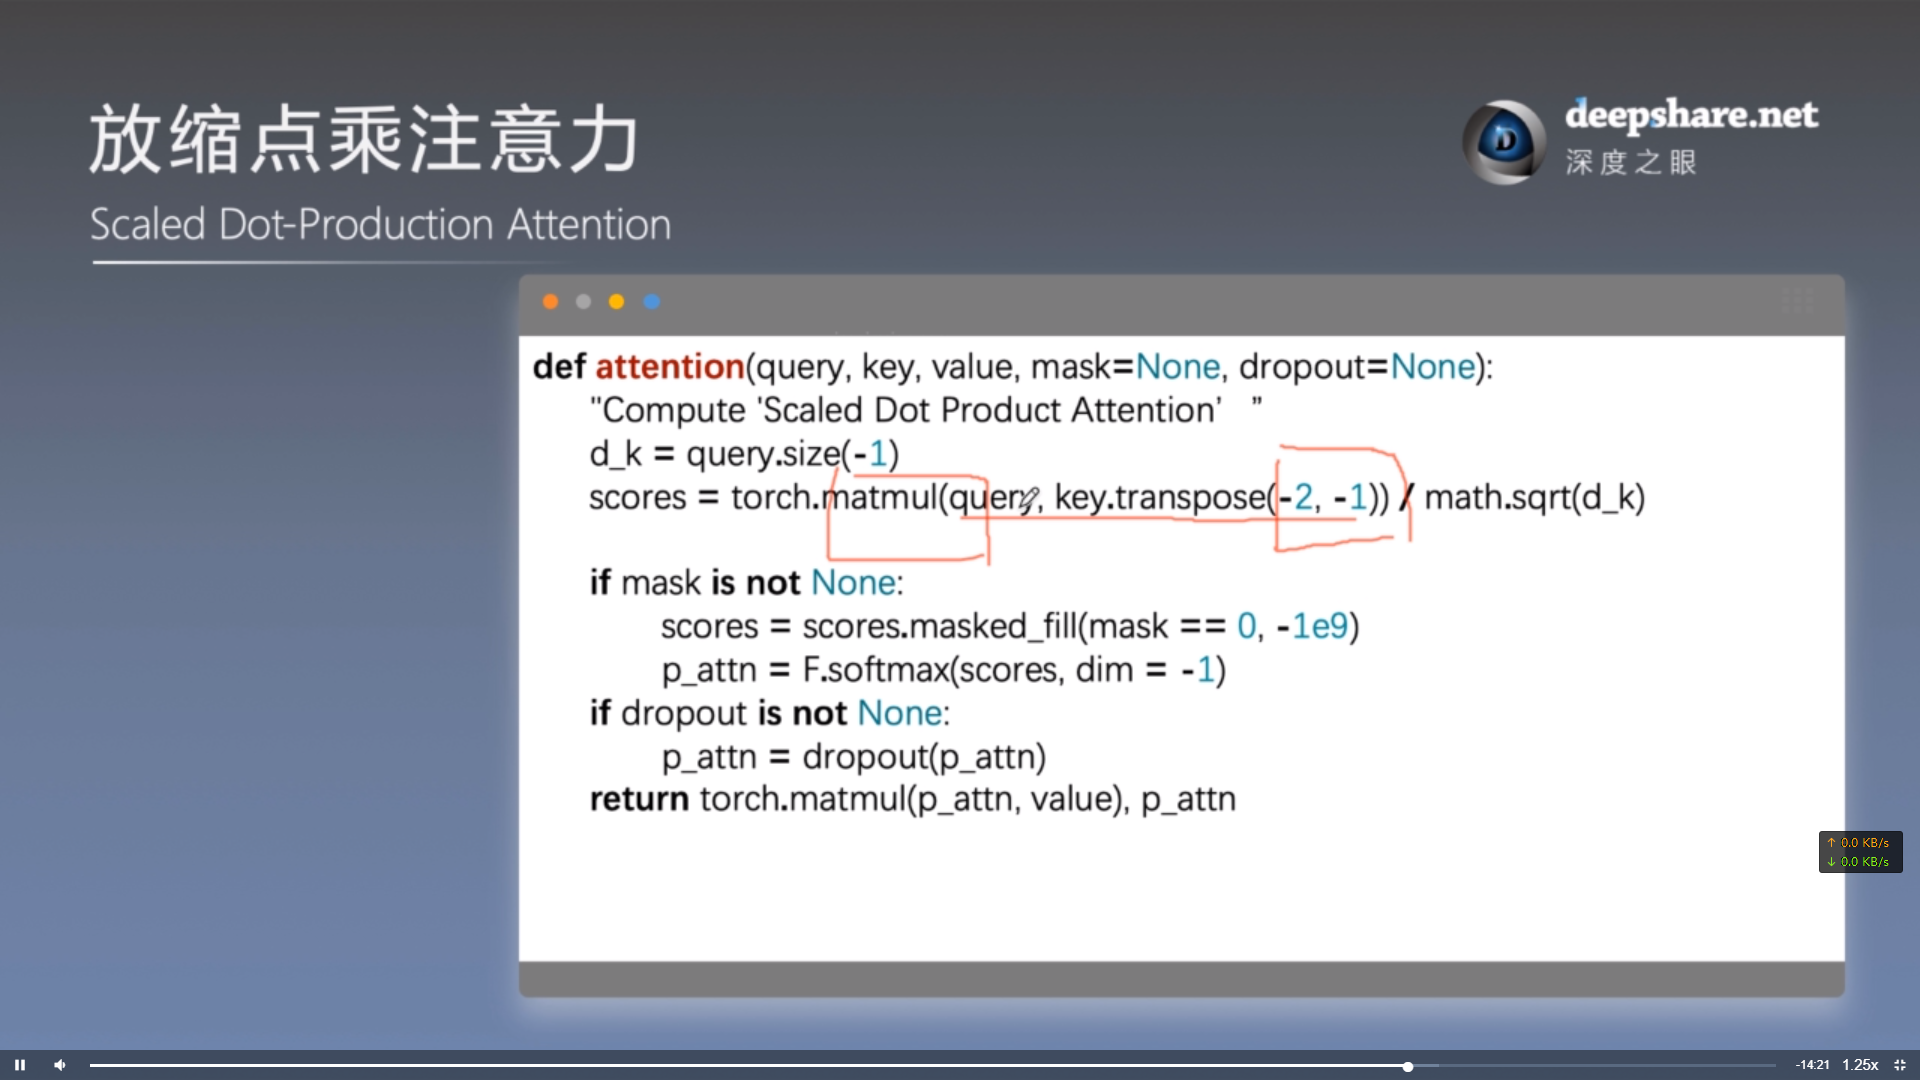 放缩点乘注意力
Scaled Dot-Production Attention
deepshare.net
深度之眼
def attention(query, key, value, mask=None, dropout=None):
"Compute 'Scaled Dot Product Attention’ ”
d_k = query.size(-1)
scores = torch.matmul(query, key.transpose(-2, -1)) / math.sqrt(d_k)
if mask is not None:
scores = scores.masked_fill(mask == 0, -1e9)
p_attn = F.softmax(scores, dim = -1)
if dropout is not None:
p_attn = dropout(p_attn)
return torch.matmul(p_attn, value), p_attn
↑ 0.0 KB/s
↓ 0.0 KB/s
-14:21 1.25x